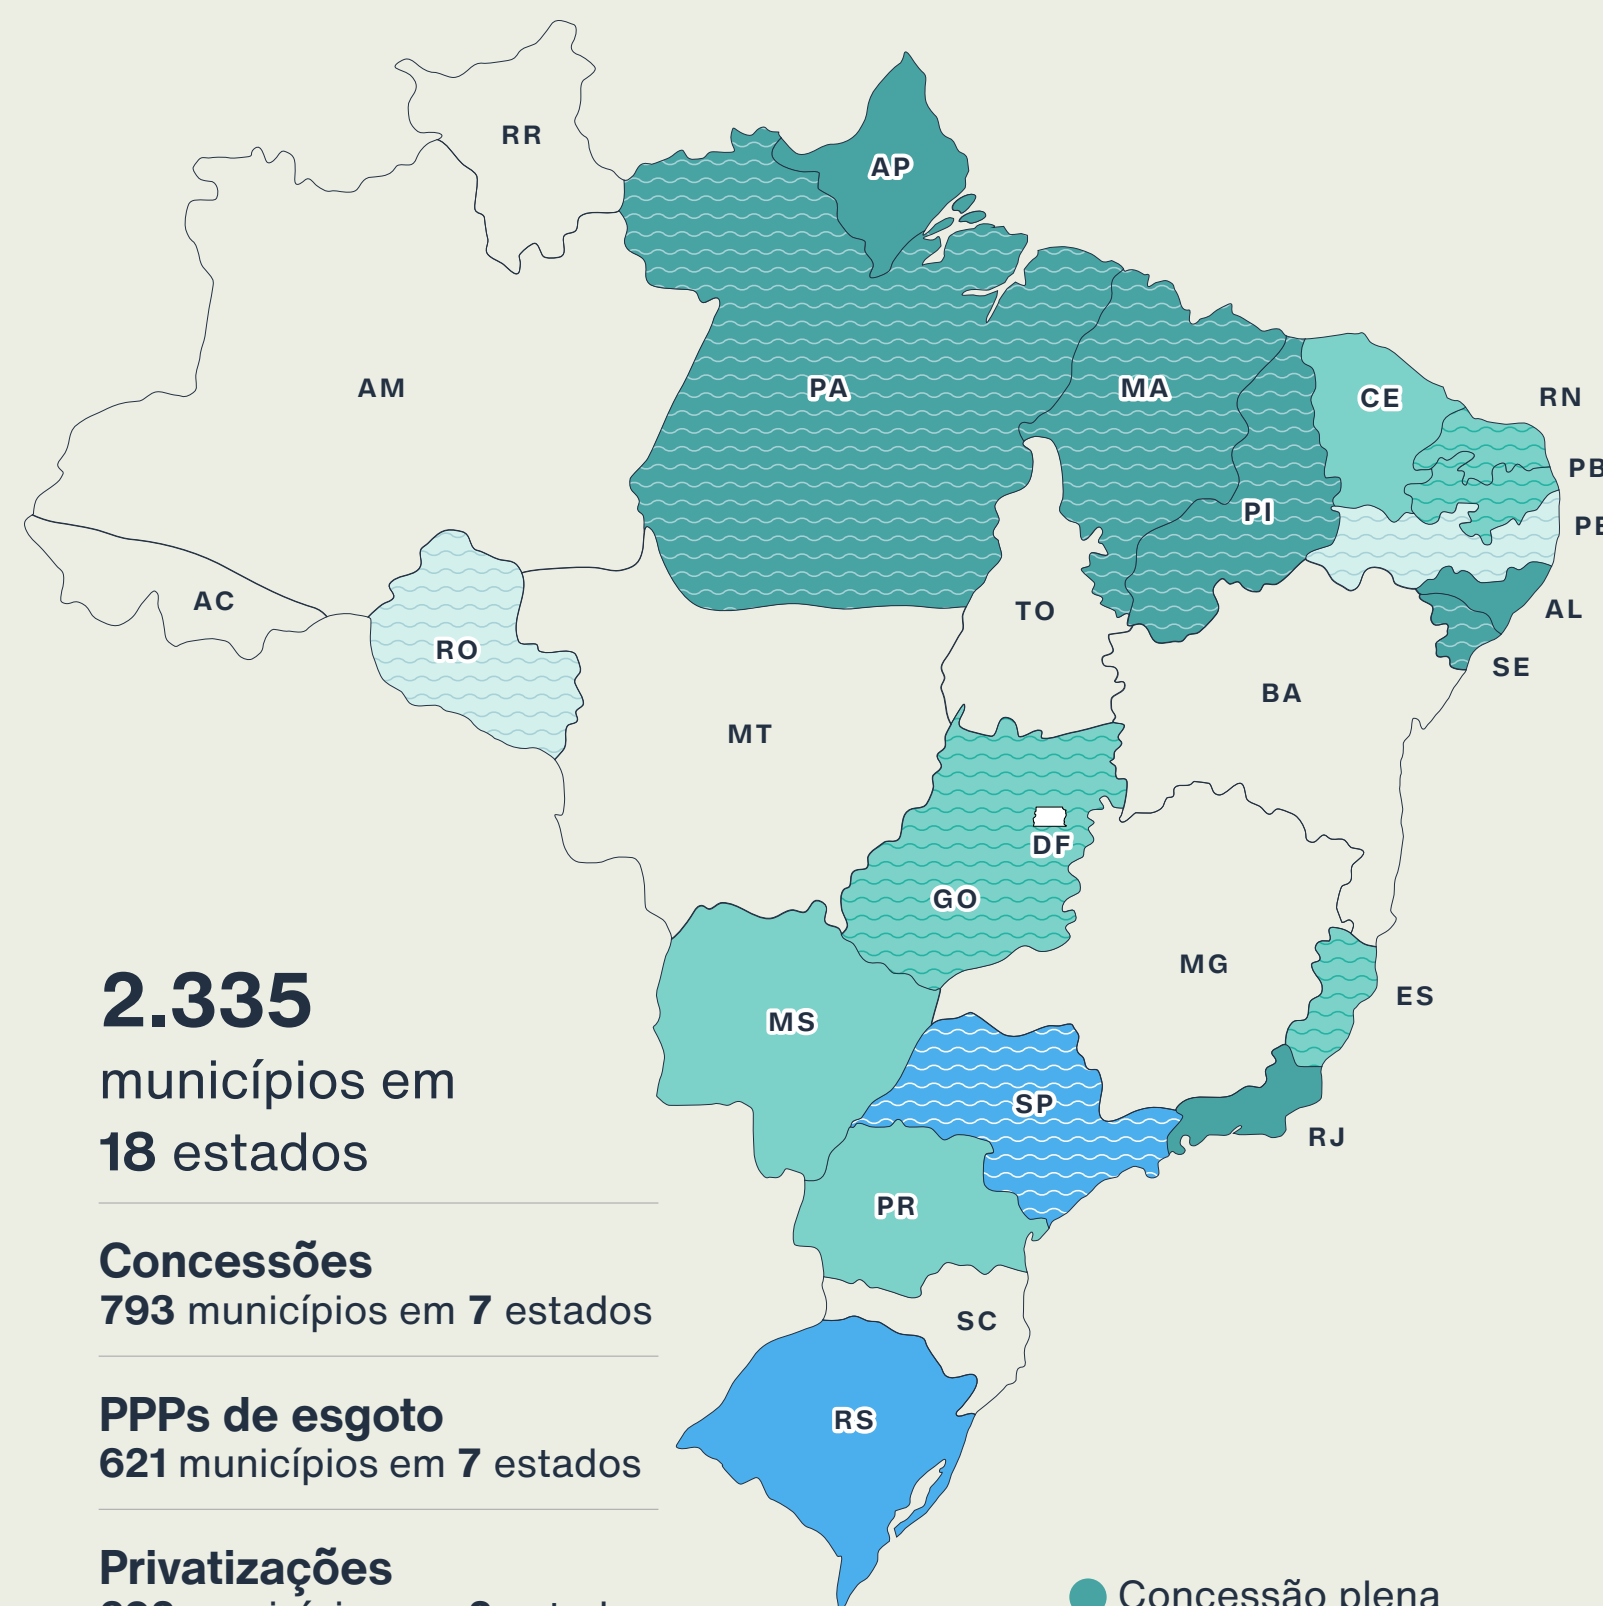 RR
AP
AM
PA
MA
CE
RN
PB
PI
PE
AC
TO
AL
RO
SE
BA
MT
DF
GO
MG
ES
MS
SP
RJ
PR
SC
RS
2.335
municípios em
18 estados
Concessões
793 municípios em 7 estados
PPPs de esgoto
621 municípios em 7 estados
Privatizações
Concessão plena